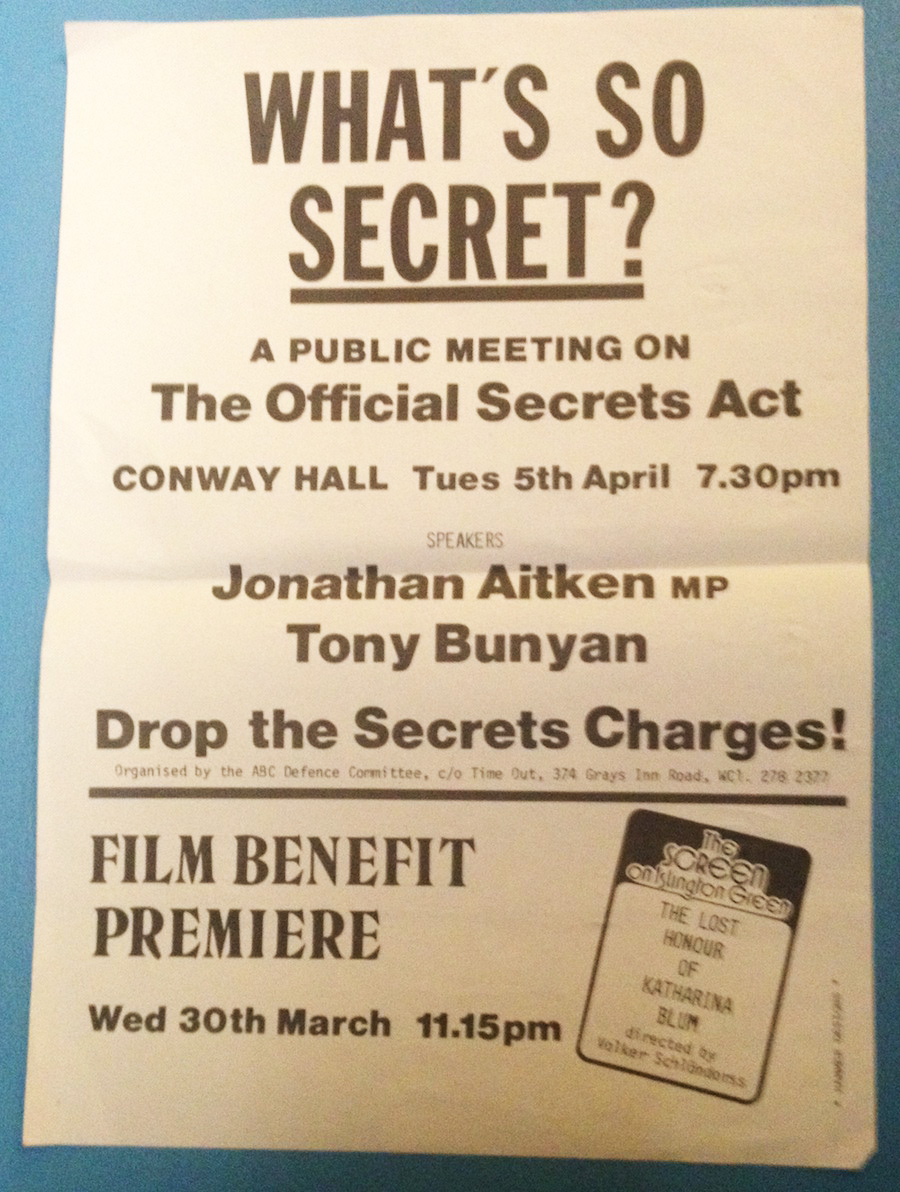 WHAT'S SO
SECRET?
A PUBLIC MEETING ON
The Official Secrets Act
CONWAY HALL Tues 5th April 7.30pm
SPEAKERS
Jonathan Aitken MP
Tony Bunyan
Drop the Secrets Charges!
Organised by the ABC Defence Committee, c/o Time Out, 374 Grays Inn Road, WC1. 278 2377
FILM BENEFIT
PREMIERE
Wed 30th March 11.15pm
The
SCREEN
on Islington Green
THE LOST
HONOUR
OF
KATHARINA
BLUM
directed by
Volker Schlöndorss